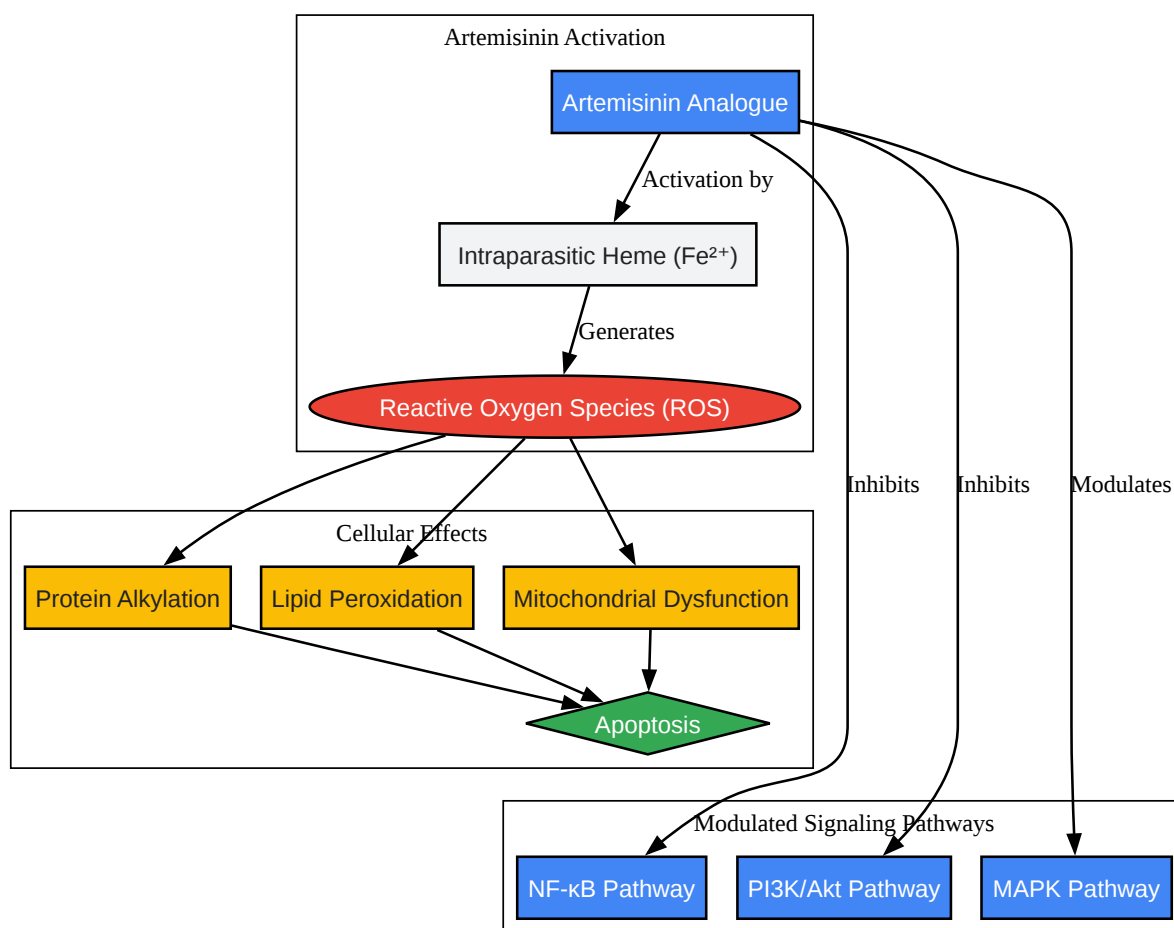 Artemisinin Activation
Artemisinin Analogue
Activation by
Intraparasitic Heme (Fe²⁺)
Generates
Reactive Oxygen Species (ROS)
Inhibits
Inhibits
Modulates
Cellular Effects
Protein Alkylation
Lipid Peroxidation
Mitochondrial Dysfunction
Apoptosis
Modulated Signaling Pathways
NF-κB Pathway
PI3K/Akt Pathway
MAPK Pathway